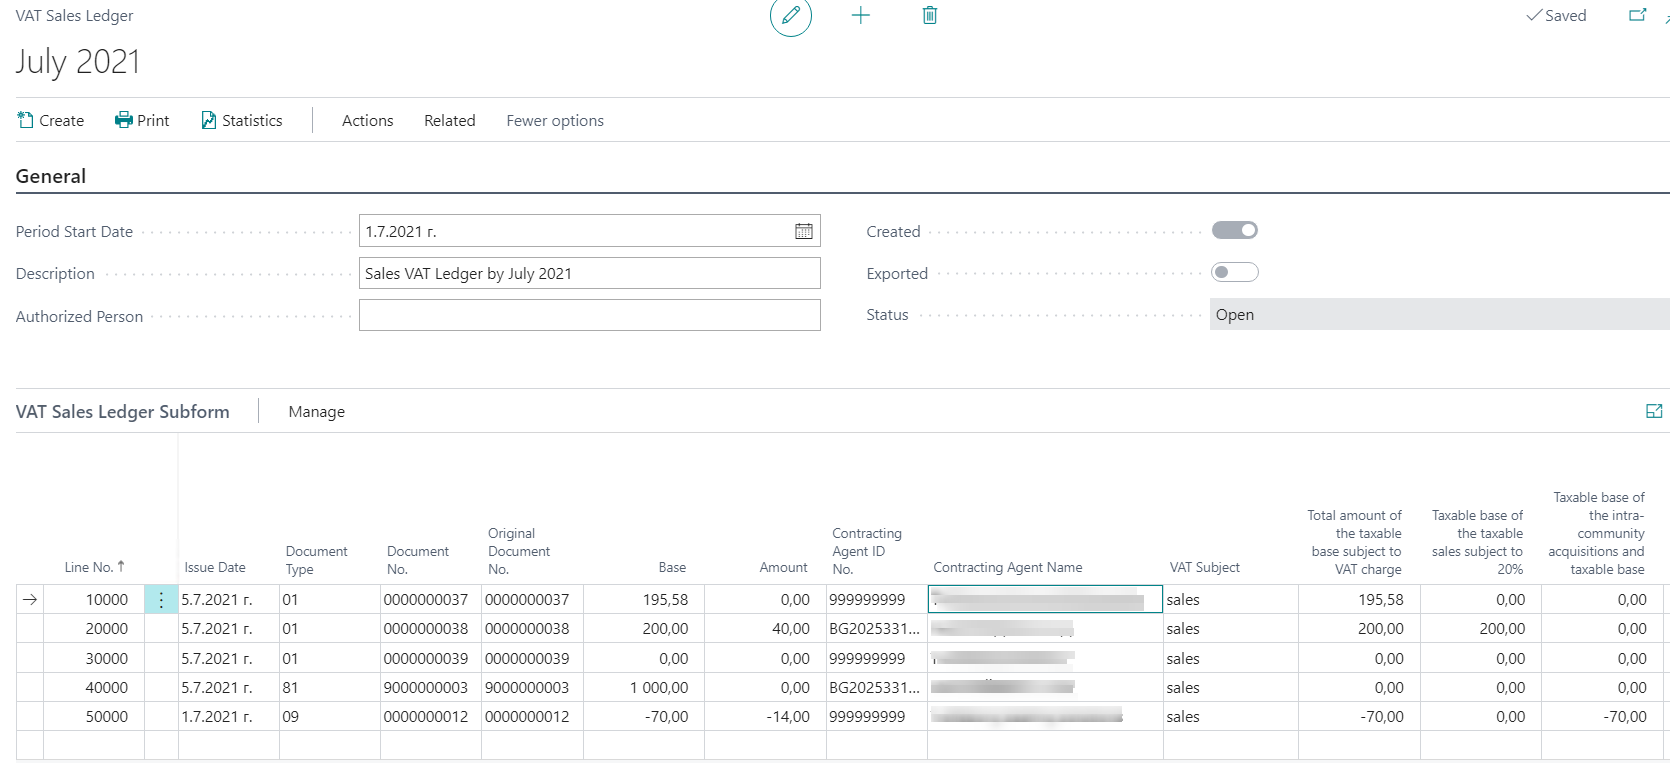 VAT Sales Ledger
Saved
July 2021
Create Print Statistics Actions Related Fewer options
General
Period Start Date 1.7.2021 г.
Description Sales VAT Ledger by July 2021
Authorized Person
Created
Exported
Status Open
VAT Sales Ledger Subform Manage
Line No. ↑ Issue Date Document Type Document No. Original Document No. Base Amount Contracting Agent ID No. Contracting Agent Name VAT Subject Total amount of the taxable base subject to VAT charge Taxable base of the taxable sales subject to 20% Taxable base of the intra-community acquisitions and taxable base
→ 10000 5.7.2021 г. 01 0000000037 0000000037 195,58 0,00 999999999 sales 195,58 0,00 0,00
20000 5.7.2021 г. 01 0000000038 0000000038 200,00 40,00 BG2025331... sales 200,00 200,00 0,00
30000 5.7.2021 г. 01 0000000039 0000000039 0,00 0,00 999999999 sales 0,00 0,00 0,00
40000 5.7.2021 г. 81 9000000003 9000000003 1 000,00 0,00 BG2025331... sales 0,00 0,00 0,00
50000 1.7.2021 г. 09 0000000012 0000000012 -70,00 -14,00 999999999 sales -70,00 0,00 -70,00